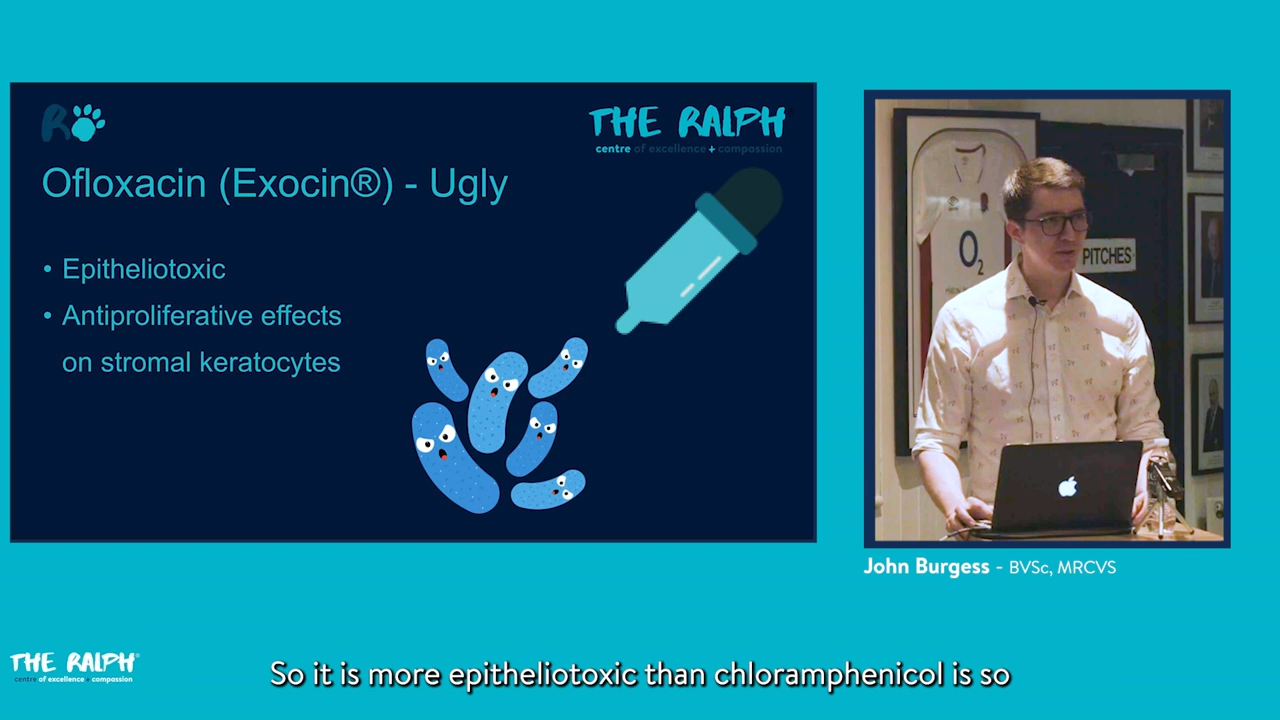 THE RALPH
centre of excellence + compassion
Ofloxacin (Exocin®) - Ugly
• Epitheliotoxic
• Antiproliferative effects
on stromal keratocytes
O2
PITCHES
John Burgess - BVSc, MRCVS
THE RALPH®
centre of excellence + compassion
So it is more epitheliotoxic than chloramphenicol is so